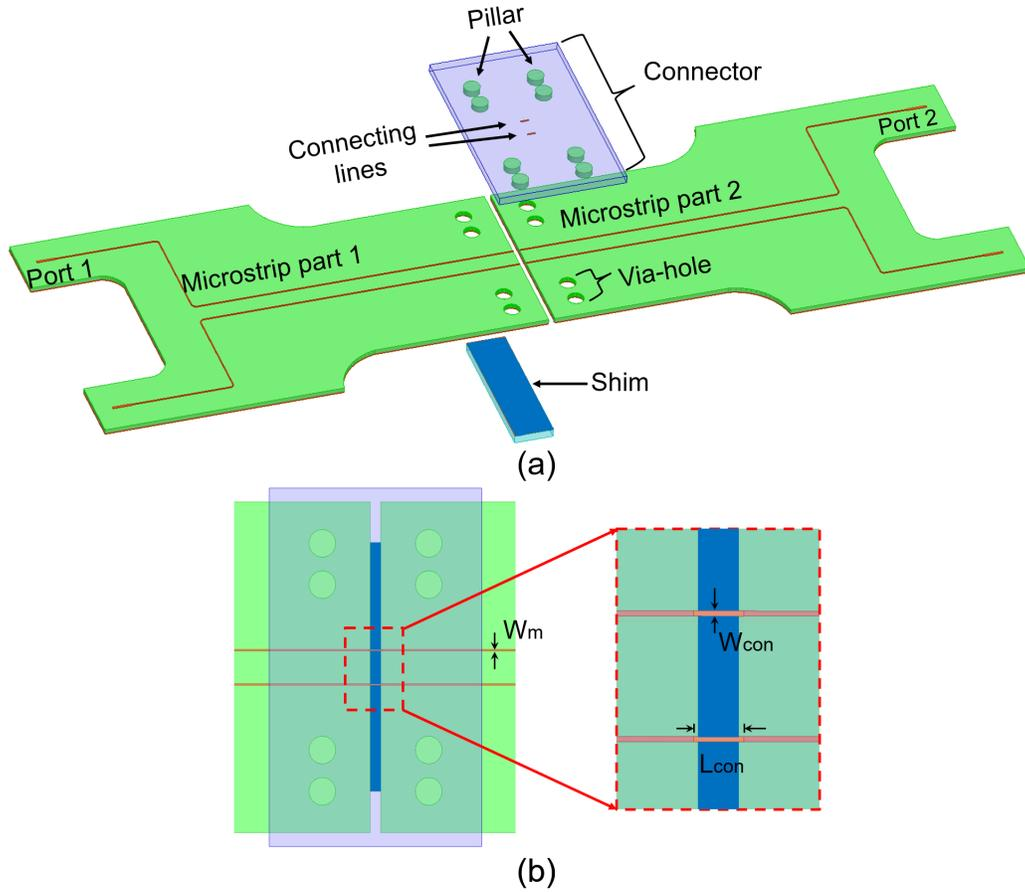 Pillar
Connector
Connecting
lines
Port 2
Microstrip part 2
Port 1
Microstrip part 1
Via-hole
Shim
(a)
Wm
Wcon
Lcon
(b)